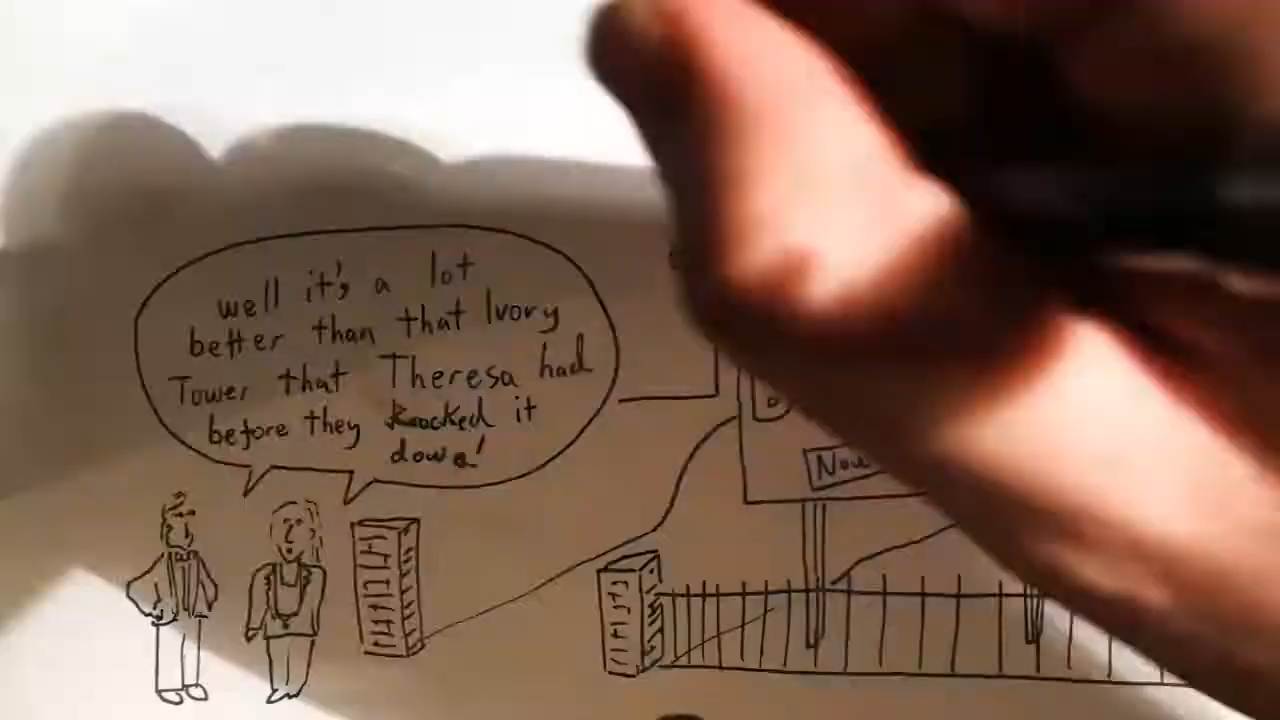 well it's a lot
better than that Ivory
Tower that Theresa had
before they knocked it
down!